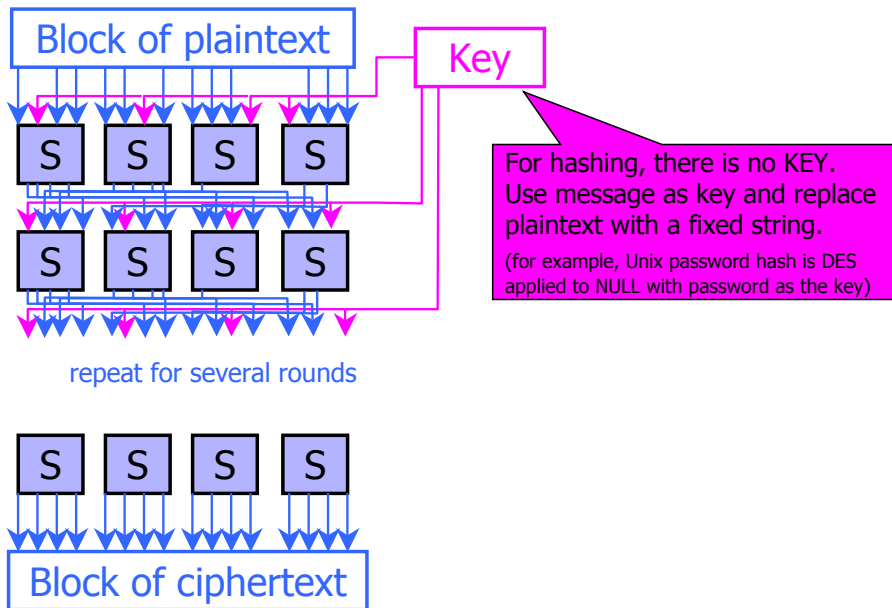 Block of plaintext
Key
S S S S
For hashing, there is no KEY.
Use message as key and replace
plaintext with a fixed string.
(for example, Unix password hash is DES
applied to NULL with password as the key)
S S S S
repeat for several rounds
S S S S
Block of ciphertext